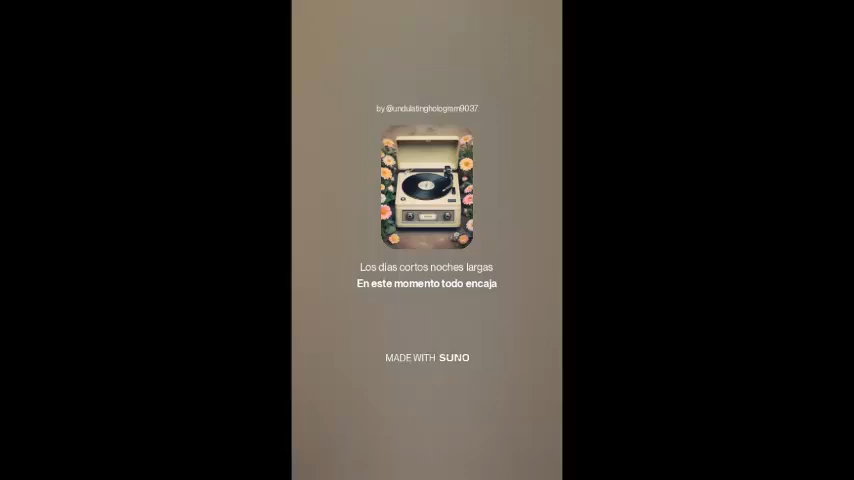 by @undulatinghologram9037
Los días cortos noches largas
En este momento todo encaja
MADE WITH SUNO